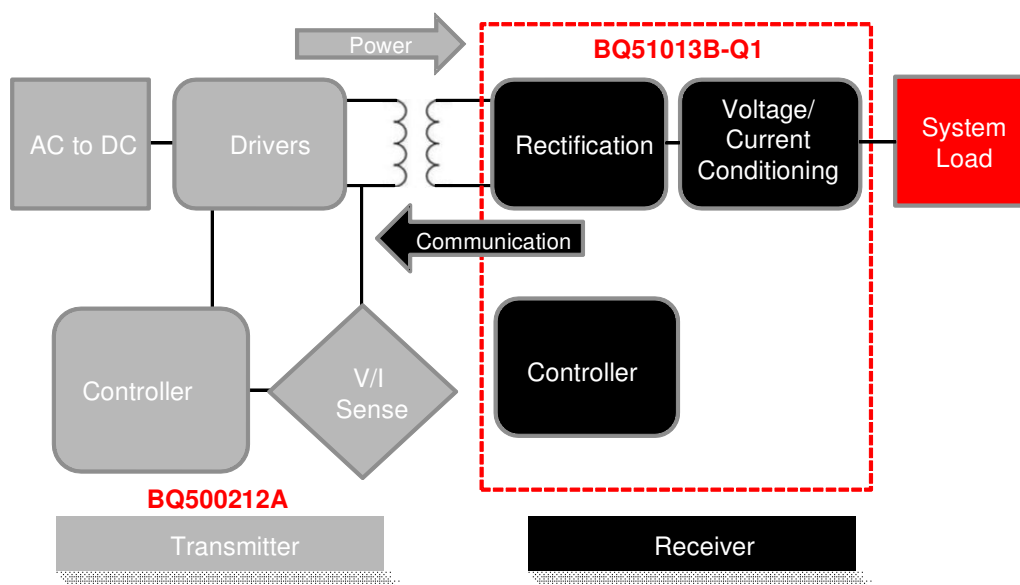 Power
BQ51013B-Q1
AC to DC
Drivers
Rectification
Voltage/
Current
Conditioning
System
Load
Communication
Controller
V/I
Sense
Controller
BQ500212A
Transmitter
Receiver